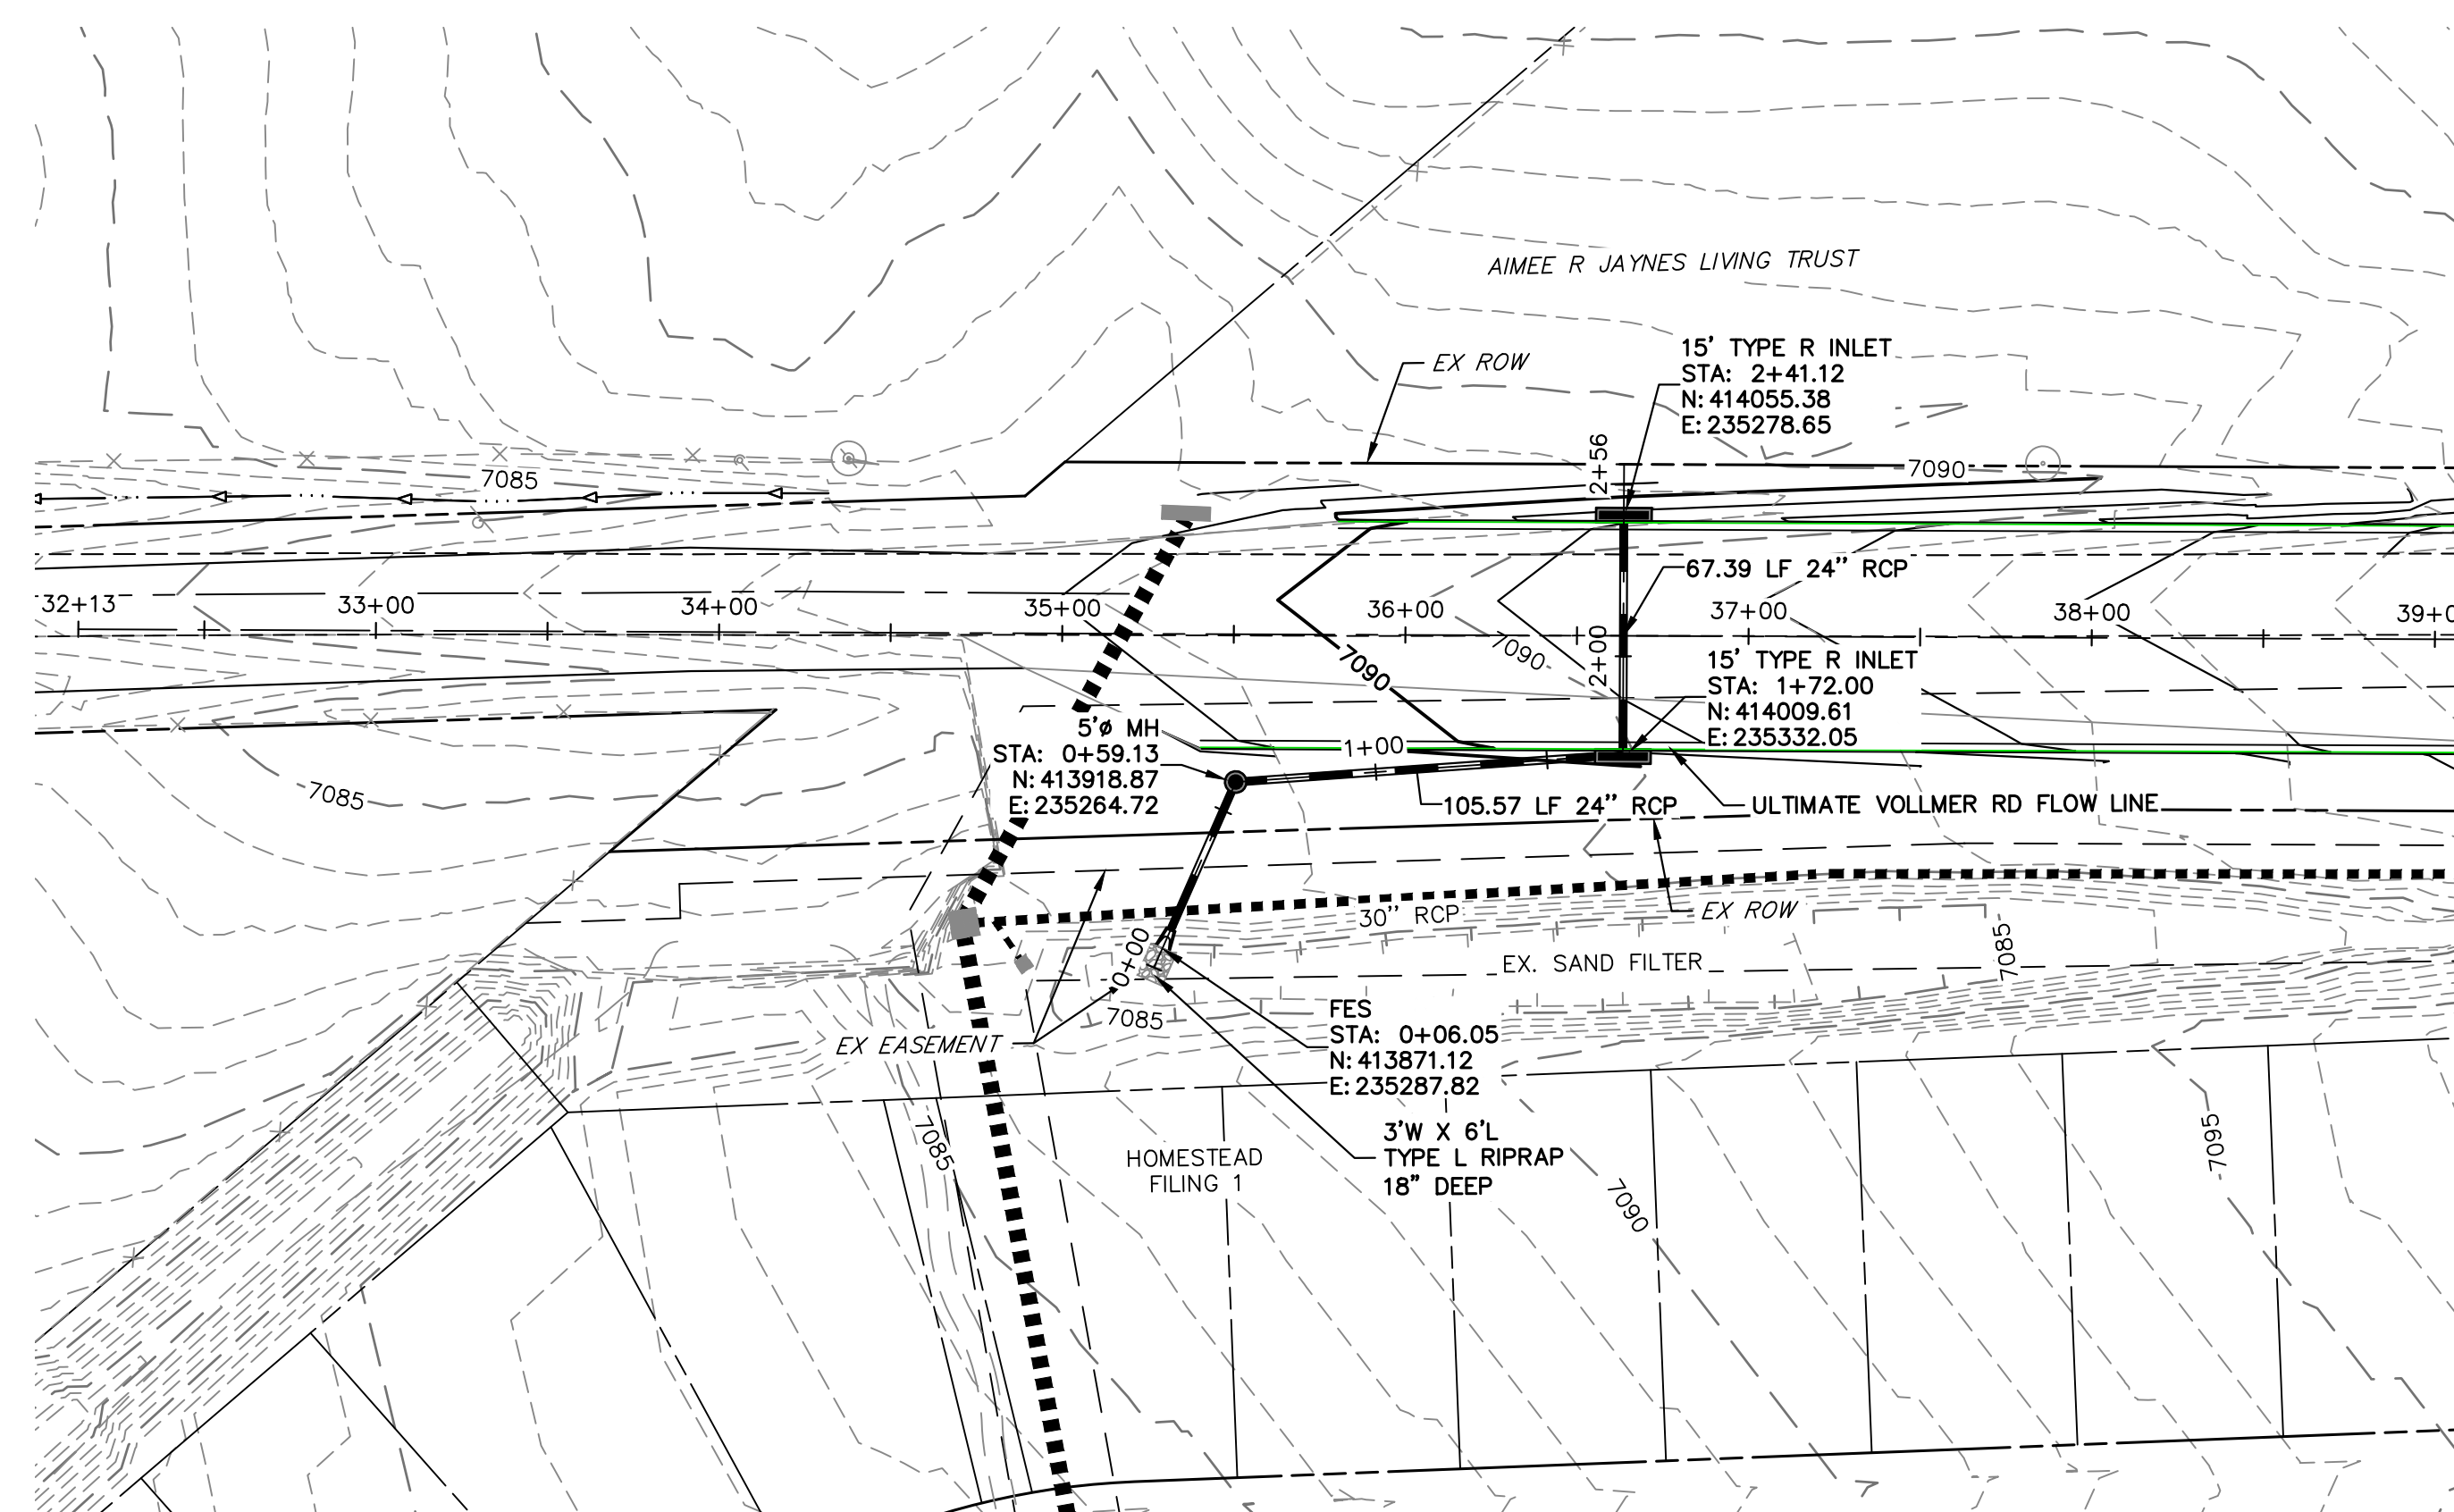 AIMEE R JAYNES LIVING TRUST
15' TYPE R INLET
STA: 2+41.12
N: 414055.38
E: 235278.65
EX ROW
2+56
7090
7085
67.39 LF 24" RCP
32+13
33+00
34+00
35+00
36+00
37+00
38+00
39+0
7090
7090
2+00
15' TYPE R INLET
STA: 1+72.00
N: 414009.61
E: 235332.05
5'ø MH
STA: 0+59.13
N: 413918.87
E: 235264.72
1+00
7085
105.57 LF 24" RCP
ULTIMATE VOLLMER RD FLOW LINE
30" RCP
EX ROW
0+00
EX. SAND FILTER
7085
7085
EX EASEMENT
FES
STA: 0+06.05
N: 413871.12
E: 235287.82
3'W X 6'L
TYPE L RIPRAP
18" DEEP
7085
HOMESTEAD
FILING 1
7090
7095